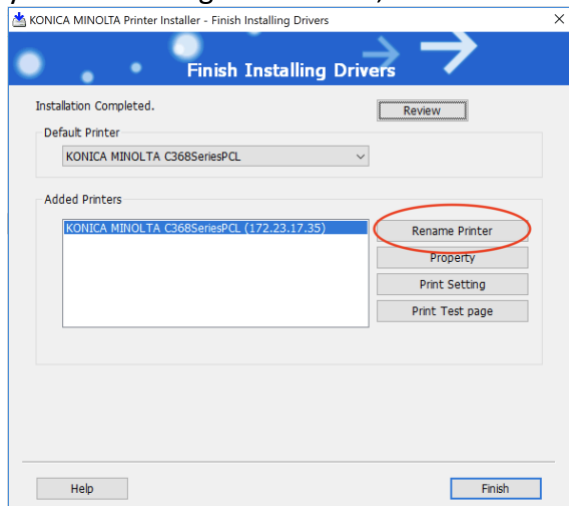 KONICA MINOLTA Printer Installer - Finish Installing Drivers
Finish Installing Drivers
Installation Completed.
Review
Default Printer
KONICA MINOLTA C368SeriesPCL
Added Printers
KONICA MINOLTA C368SeriesPCL (172.23.17.35)
Rename Printer
Property
Print Setting
Print Test page
Help
Finish